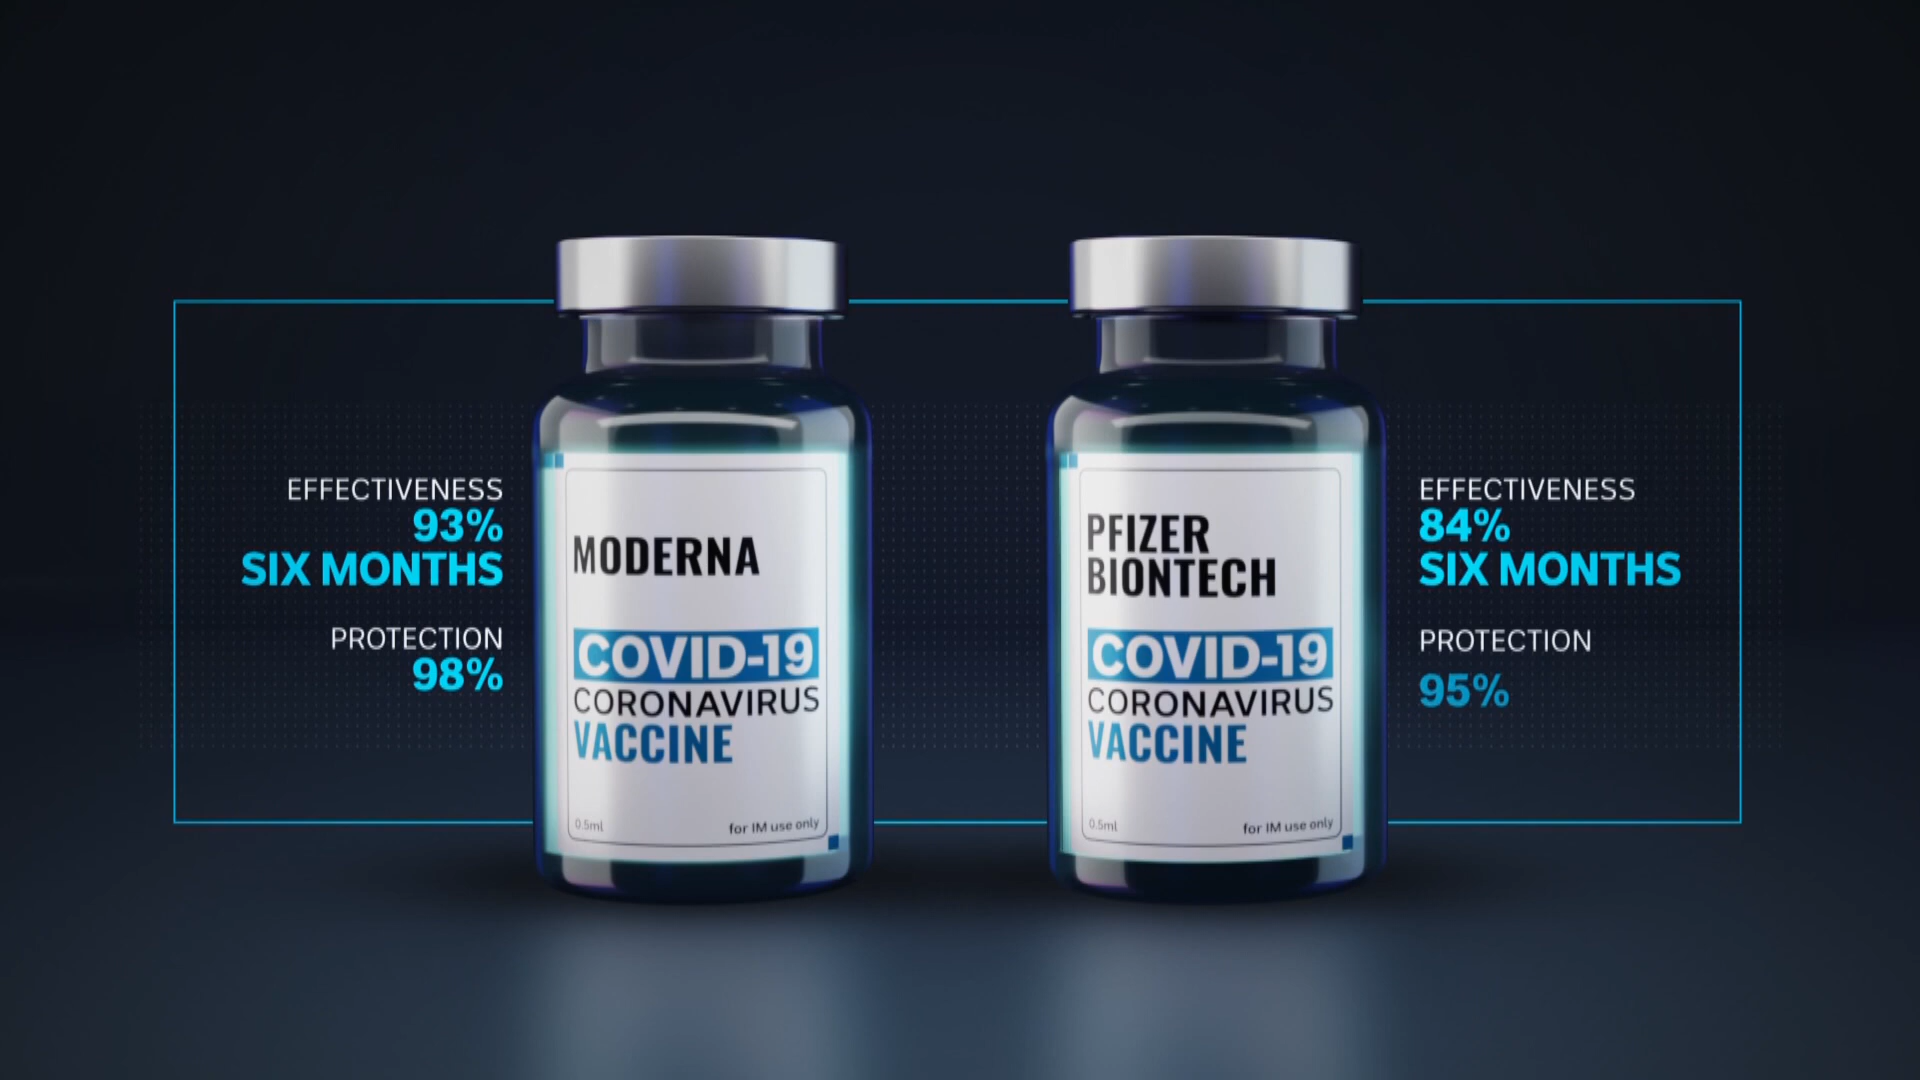 EFFECTIVENESS
93%
SIX MONTHS
PROTECTION
98%
MODERNA
COVID-19
CORONAVIRUS
VACCINE
0.5ml
for IM use only
PFIZER
BIONTECH
COVID-19
CORONAVIRUS
VACCINE
0.5ml
for IM use only
EFFECTIVENESS
84%
SIX MONTHS
PROTECTION
95%